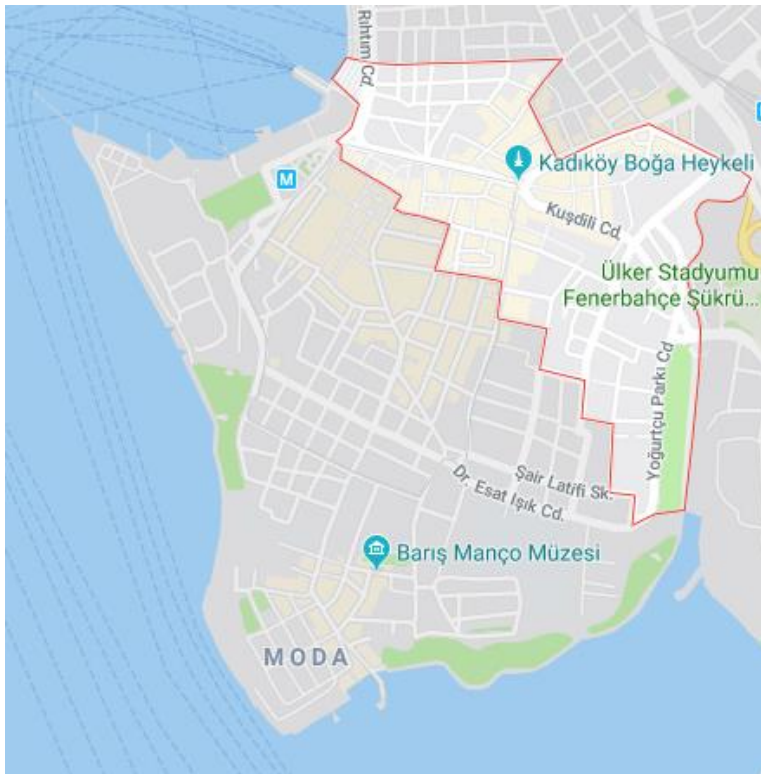 Rıhtım Cd.
M
Kadıköy Boğa Heykeli
Kuşdili Cd.
Ülker Stadyumu
Fenerbahçe Şükrü...
Yoğurtçu Parkı Cd
Şair Latifi Sk.
Dr. Esat Işık Cd.
Barış Manço Müzesi
MODA